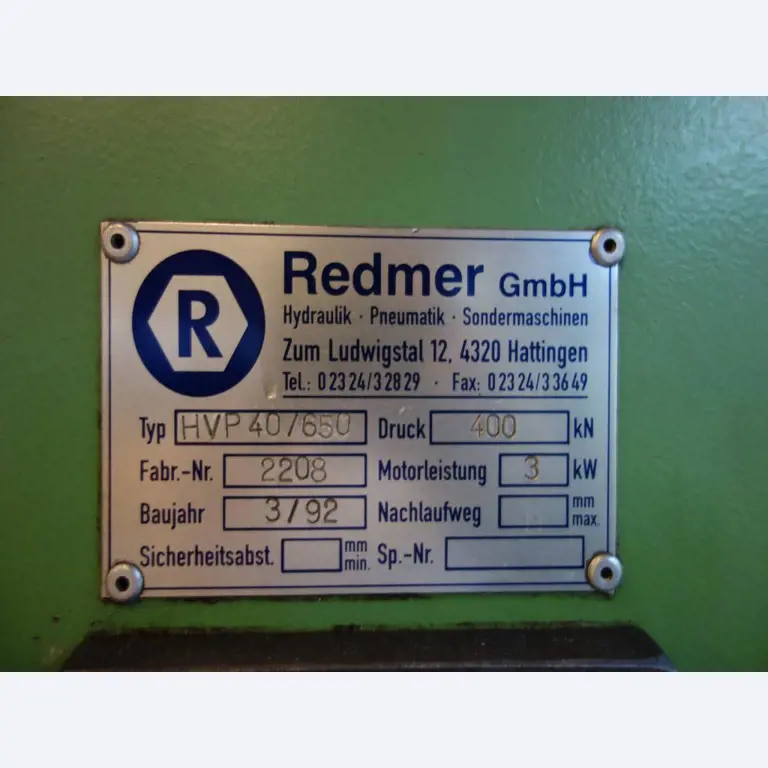 R
Redmer GmbH
Hydraulik · Pneumatik · Sondermaschinen
Zum Ludwigstal 12, 4320 Hattingen
Tel.: 0 23 24/3 28 29 · Fax: 0 23 24/3 36 49
Typ HVP 40/650 Druck 400 kN
Fabr.-Nr. 2208 Motorleistung 3 kW
Baujahr 3/92 Nachlaufweg mm max.
Sicherheitsabst. mm min. Sp.-Nr.